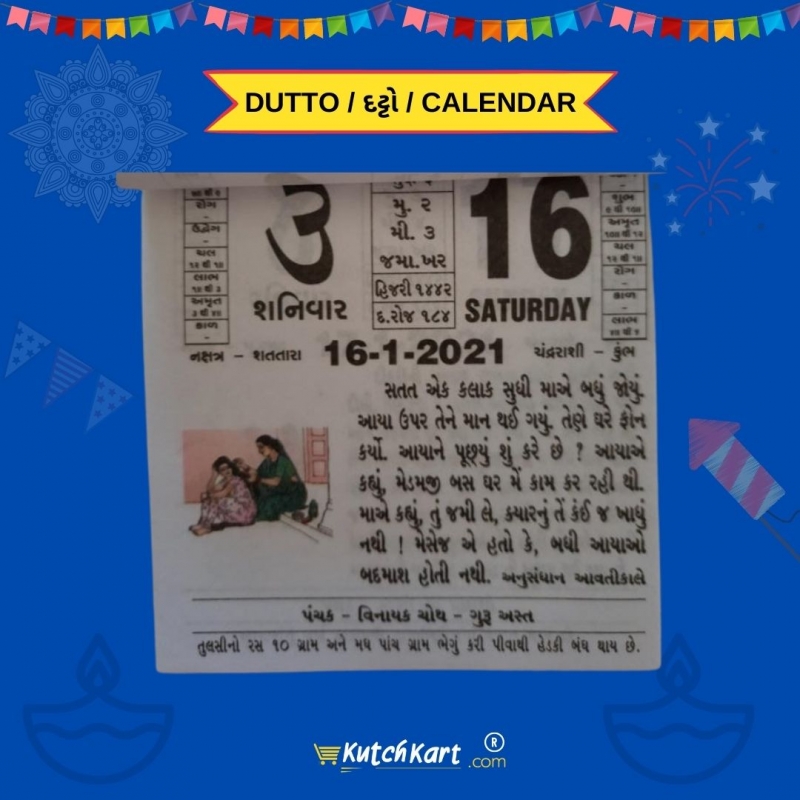 DUTTO / દટ્ટો / CALENDAR
રોગ
-
ઉદ્વેગ
-
ચલ
લાભ
અમૃત
કાળ
-
૩
શનિવાર
મુ. ૨
મી. ૩
જમા.ખર
હિજરી ૧૪૪૨
દ.રોજ ૧૮૪
16
SATURDAY
શુભ
અમૃત
ચલ
રોગ
-
કાળ
-
લાભ
નક્ષત્ર - શતતારા
16-1-2021
ચંદ્રરાશી - કુંભ
સતત એક કલાક સુધી માએ બધું જોયું.
આયા ઉપર તેને માન થઈ ગયું. તેણે ઘરે ફોન
કર્યો. આયાને પૂછ્યું શું કરે છે ? આયાએ
કહ્યું, મેડમજી બસ ઘર મેં કામ કર રહી થી.
માએ કહ્યું, તું જમી લે, ક્યારનું તેં કંઈ જ ખાધું
નથી ! મેસેજ એ હતો કે, બધી આયાઓ
બદમાશ હોતી નથી. અનુસંધાન આવતીકાલે
પંચક - વિનાયક ચોથ - ગુરૂ અસ્ત
તુલસીનો રસ ૧૦ ગ્રામ અને મધ પાંચ ગ્રામ ભેગું કરી પીવાથી હેડકી બંધ થાય છે.
KutchKart ®
.com